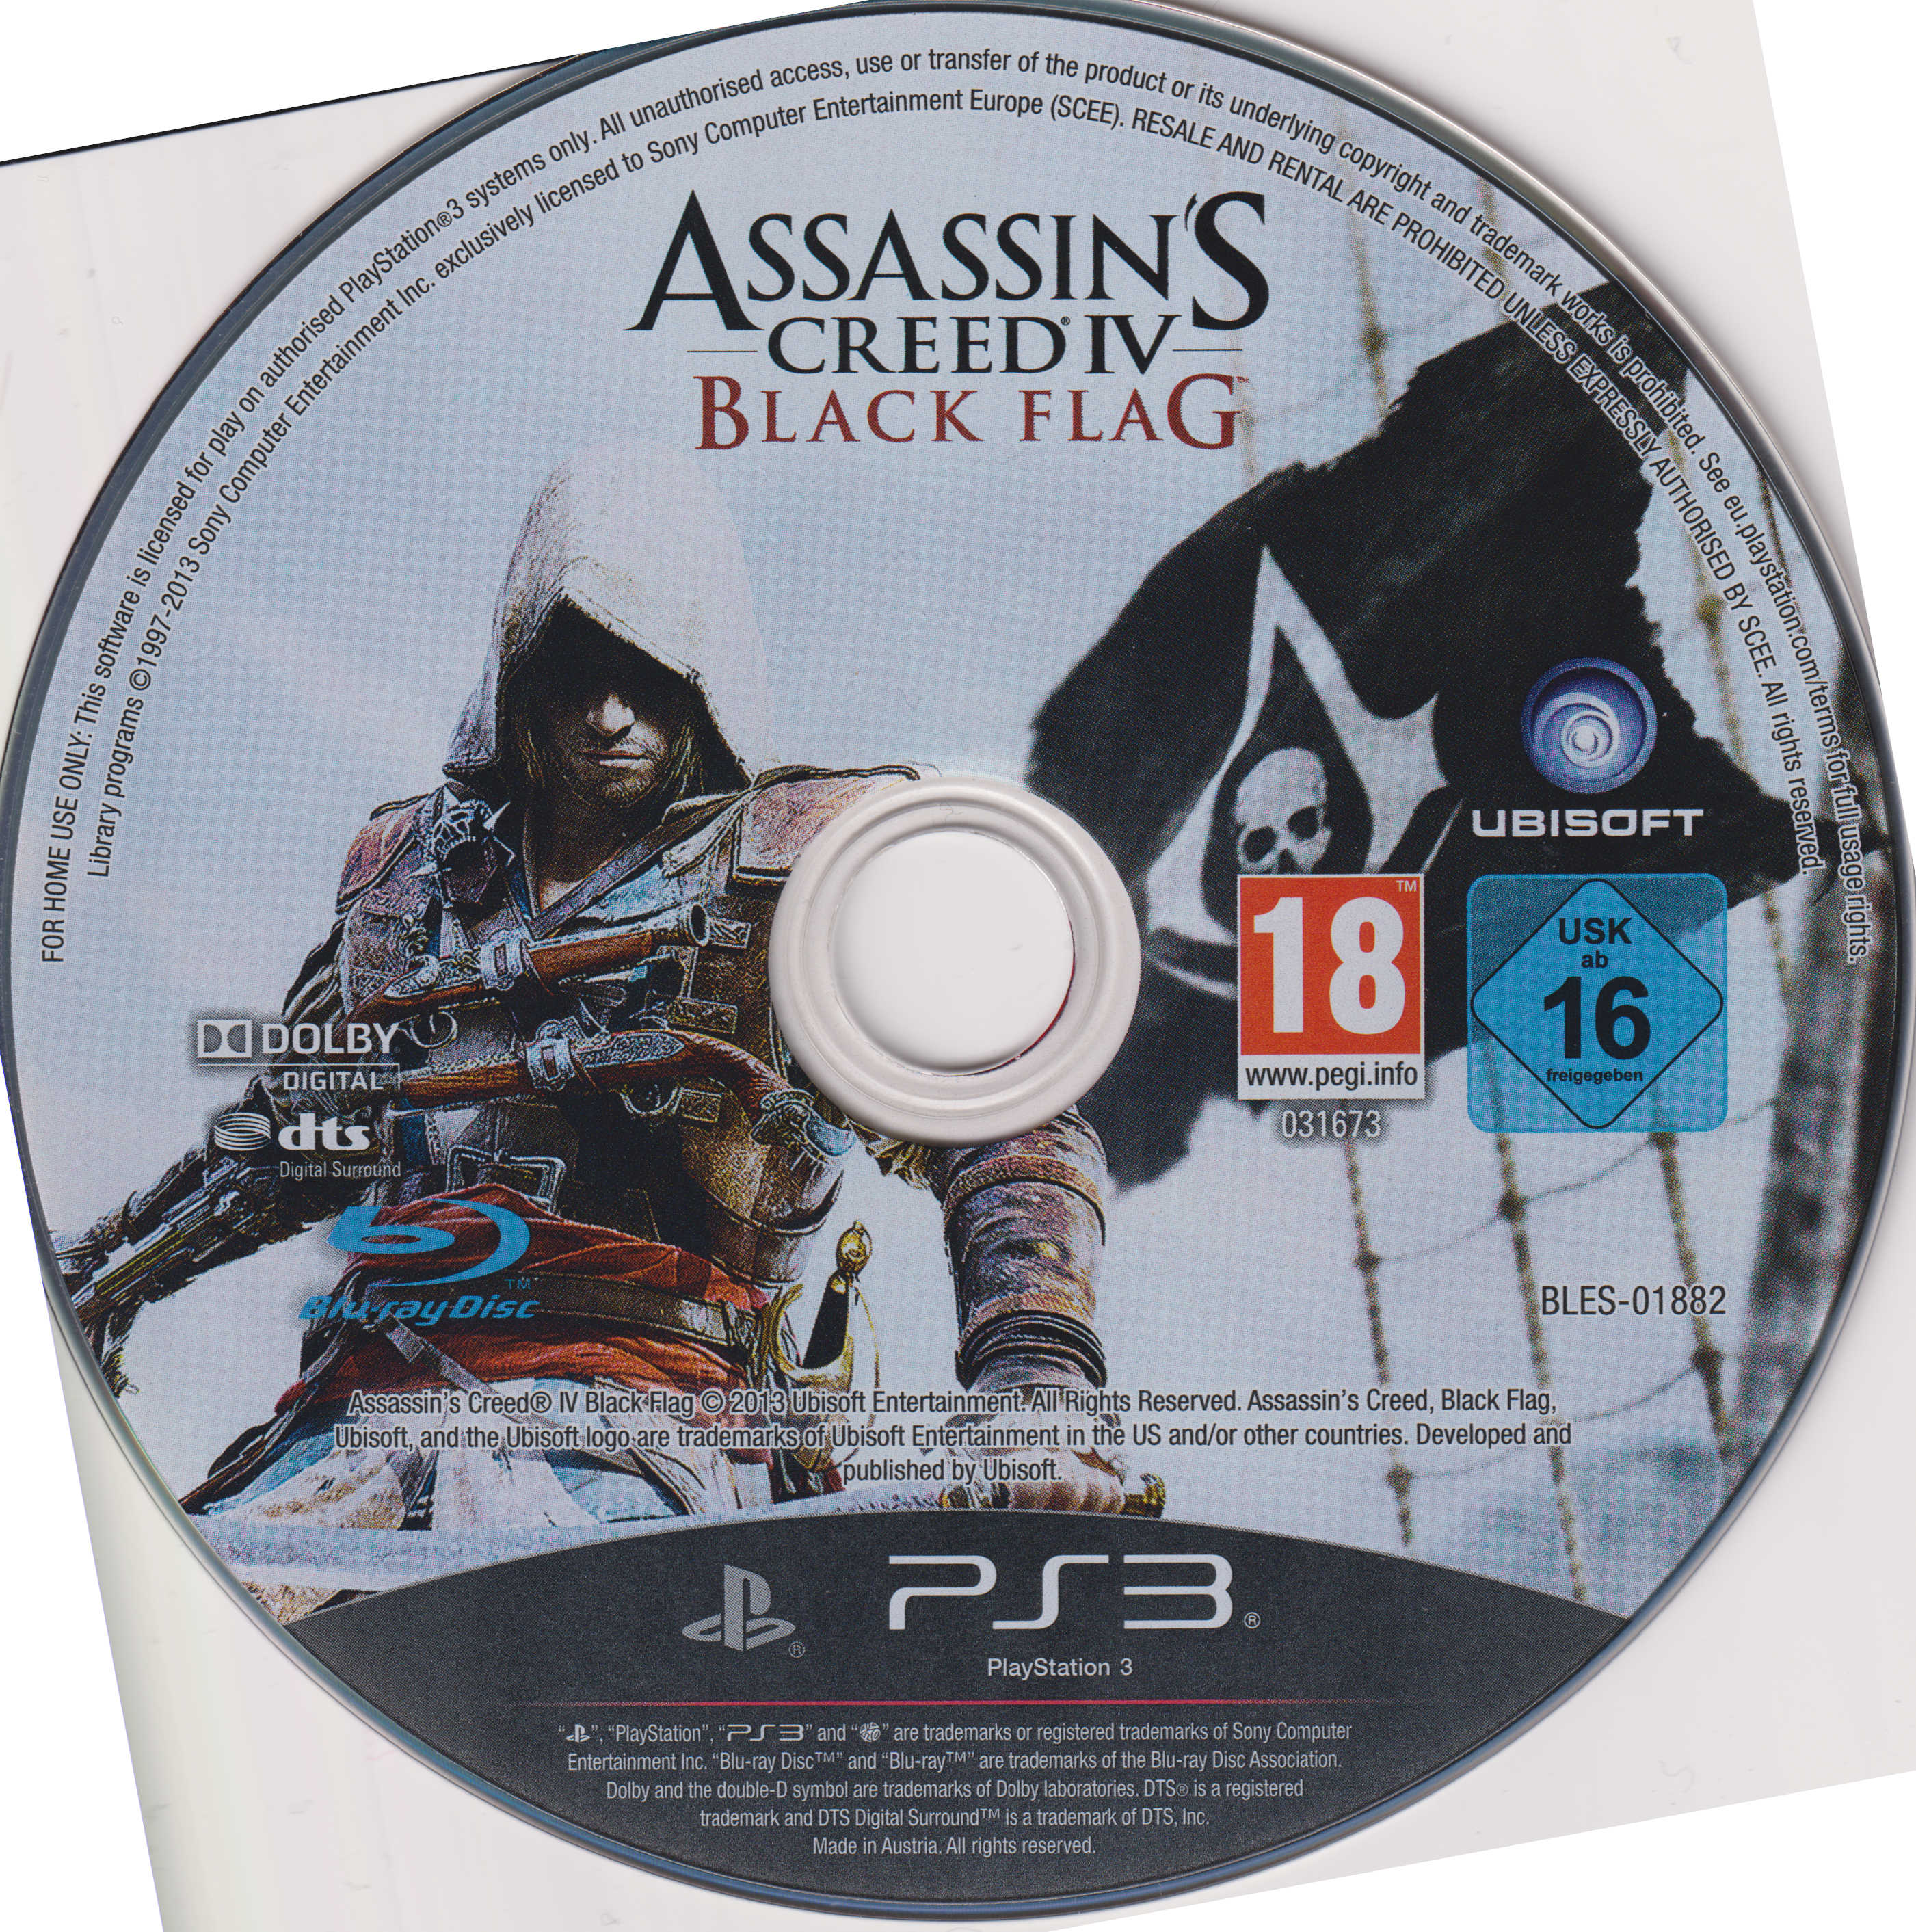 FOR HOME USE ONLY: This software is licensed for play on authorised PlayStation®3 systems only. All unauthorised access, use or transfer of the product or its underlying copyright and trademark works is prohibited. See eu.playstation.com/terms for full usage rights.
Library programs ©1997-2013 Sony Computer Entertainment Inc. exclusively licensed to Sony Computer Entertainment Europe (SCEE). RESALE AND RENTAL ARE PROHIBITED UNLESS EXPRESSLY AUTHORISED BY SCEE. All rights reserved.
ASSASSIN'S
CREED® IV
BLACK FLAG™
UBISOFT
18™
www.pegi.info
031673
USK
ab
16
freigegeben
DOLBY
DIGITAL
dts
Digital Surround
Blu-ray Disc™
BLES-01882
Assassin's Creed® IV Black Flag © 2013 Ubisoft Entertainment. All Rights Reserved. Assassin's Creed, Black Flag,
Ubisoft, and the Ubisoft logo are trademarks of Ubisoft Entertainment in the US and/or other countries. Developed and
published by Ubisoft.
® PS3®
PlayStation 3
“ ”, “PlayStation”, “PS3” and “ ” are trademarks or registered trademarks of Sony Computer
Entertainment Inc. “Blu-ray Disc™” and “Blu-ray™” are trademarks of the Blu-ray Disc Association.
Dolby and the double-D symbol are trademarks of Dolby laboratories. DTS® is a registered
trademark and DTS Digital Surround™ is a trademark of DTS, Inc.
Made in Austria. All rights reserved.